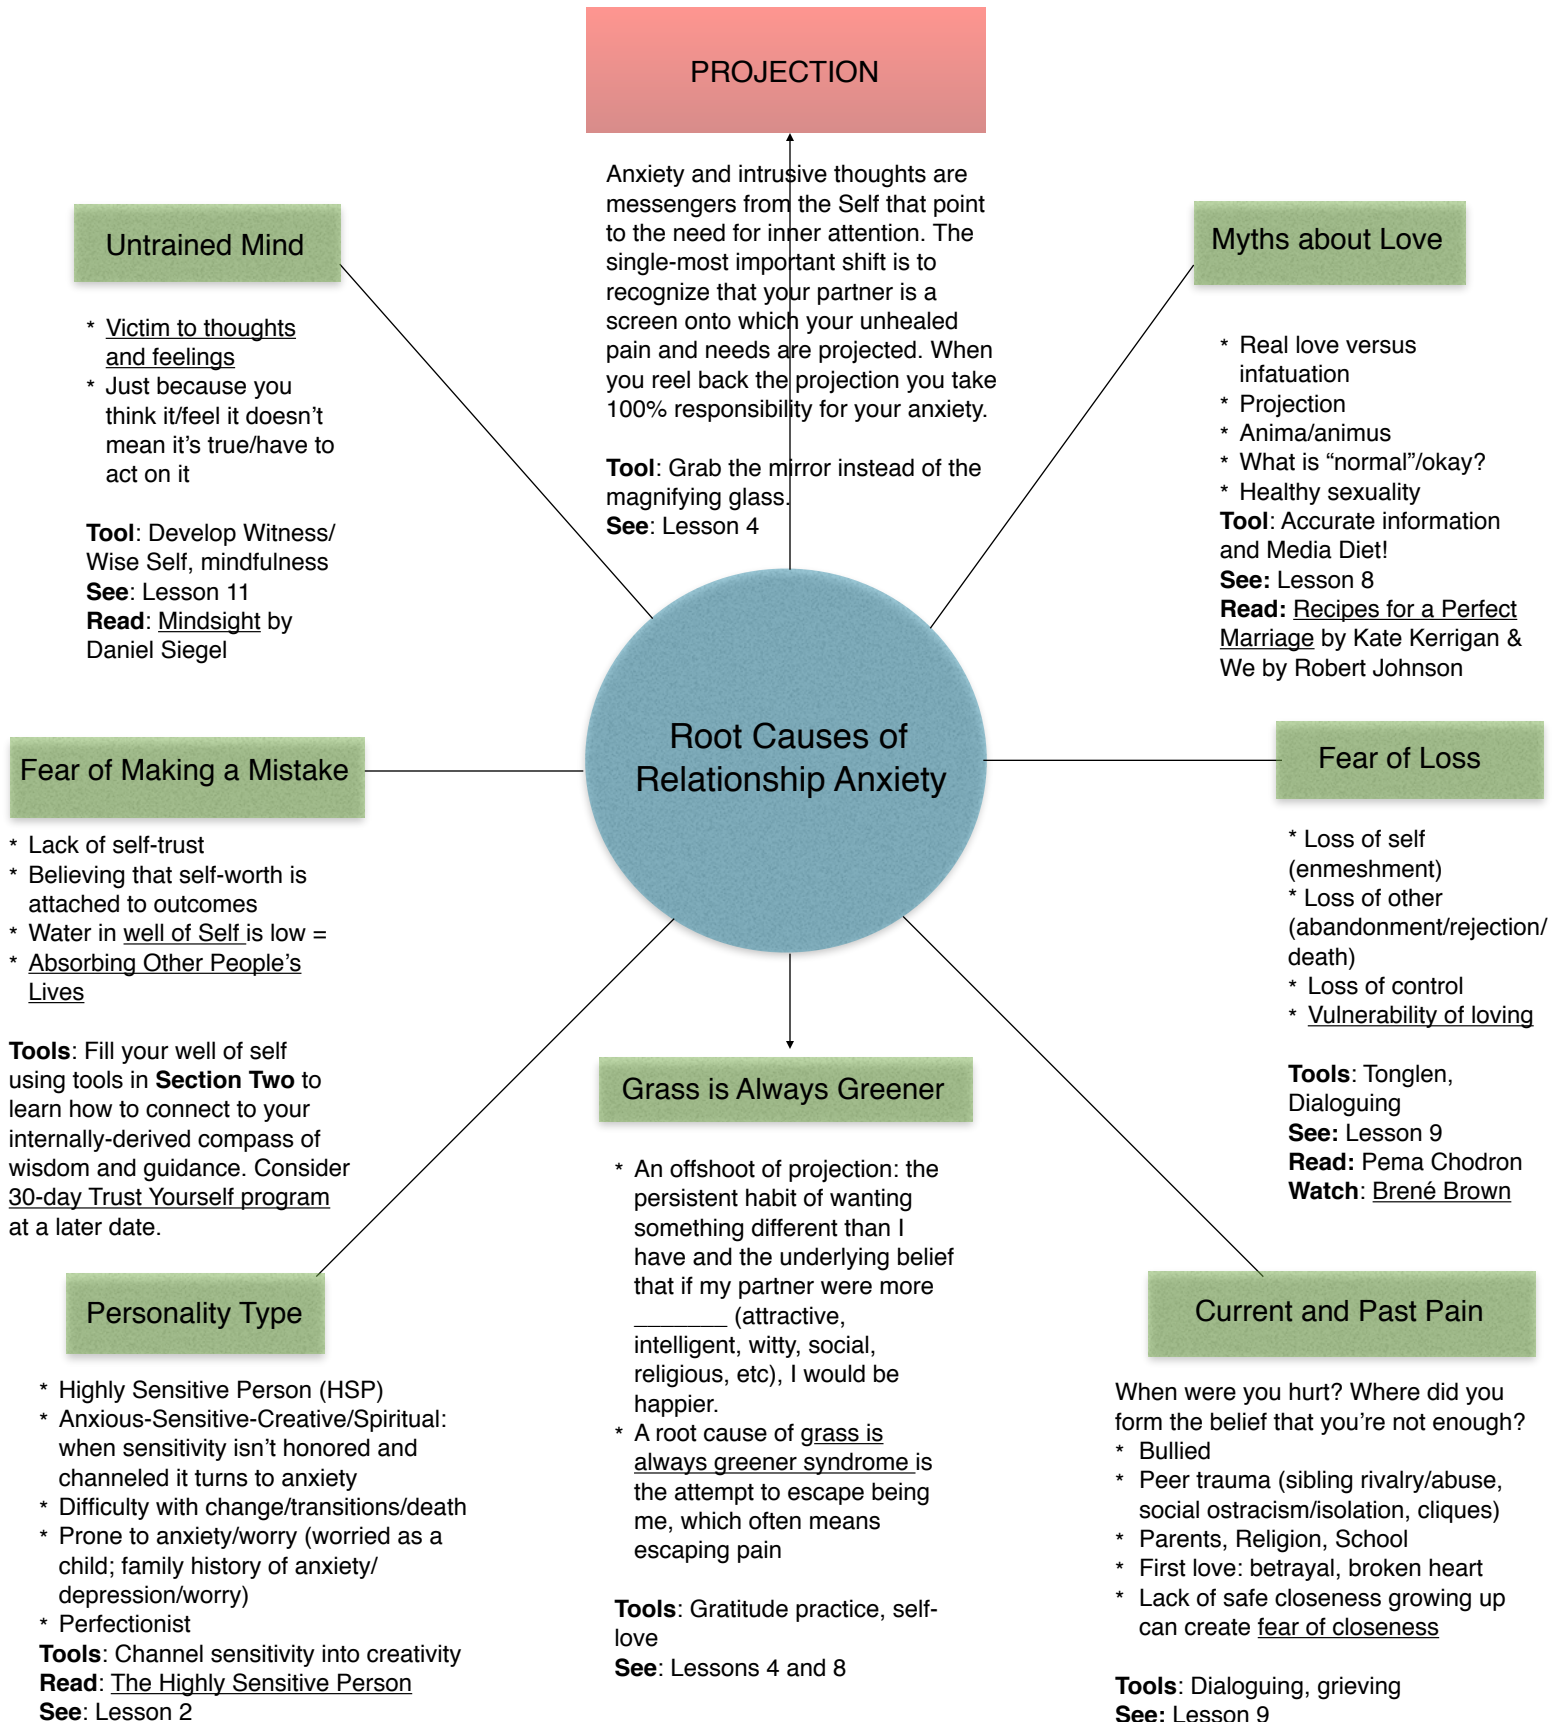 PROJECTION
Anxiety and intrusive thoughts are
messengers from the Self that point
to the need for inner attention. The
single-most important shift is to
recognize that your partner is a
screen onto which your unhealed
pain and needs are projected. When
you reel back the projection you take
100% responsibility for your anxiety.
Tool: Grab the mirror instead of the
magnifying glass.
See: Lesson 4
Untrained Mind
* Victim to thoughts
and feelings
* Just because you
think it/feel it doesn’t
mean it’s true/have to
act on it
Tool: Develop Witness/
Wise Self, mindfulness
See: Lesson 11
Read: Mindsight by
Daniel Siegel
Myths about Love
* Real love versus
infatuation
* Projection
* Anima/animus
* What is “normal”/okay?
* Healthy sexuality
Tool: Accurate information
and Media Diet!
See: Lesson 8
Read: Recipes for a Perfect
Marriage by Kate Kerrigan &
We by Robert Johnson
Root Causes of
Relationship Anxiety
Fear of Making a Mistake
* Lack of self-trust
* Believing that self-worth is
attached to outcomes
* Water in well of Self is low =
* Absorbing Other People’s
Lives
Tools: Fill your well of self
using tools in Section Two to
learn how to connect to your
internally-derived compass of
wisdom and guidance. Consider
30-day Trust Yourself program
at a later date.
Fear of Loss
* Loss of self
(enmeshment)
* Loss of other
(abandonment/rejection/
death)
* Loss of control
* Vulnerability of loving
Tools: Tonglen,
Dialoguing
See: Lesson 9
Read: Pema Chodron
Watch: Brené Brown
Personality Type
* Highly Sensitive Person (HSP)
* Anxious-Sensitive-Creative/Spiritual:
when sensitivity isn’t honored and
channeled it turns to anxiety
* Difficulty with change/transitions/death
* Prone to anxiety/worry (worried as a
child; family history of anxiety/
depression/worry)
* Perfectionist
Tools: Channel sensitivity into creativity
Read: The Highly Sensitive Person
See: Lesson 2
Grass is Always Greener
* An offshoot of projection: the
persistent habit of wanting
something different than I
have and the underlying belief
that if my partner were more
_______ (attractive,
intelligent, witty, social,
religious, etc), I would be
happier.
* A root cause of grass is
always greener syndrome is
the attempt to escape being
me, which often means
escaping pain
Tools: Gratitude practice, self-
love
See: Lessons 4 and 8
Current and Past Pain
When were you hurt? Where did you
form the belief that you’re not enough?
* Bullied
* Peer trauma (sibling rivalry/abuse,
social ostracism/isolation, cliques)
* Parents, Religion, School
* First love: betrayal, broken heart
* Lack of safe closeness growing up
can create fear of closeness
Tools: Dialoguing, grieving
See: Lesson 9